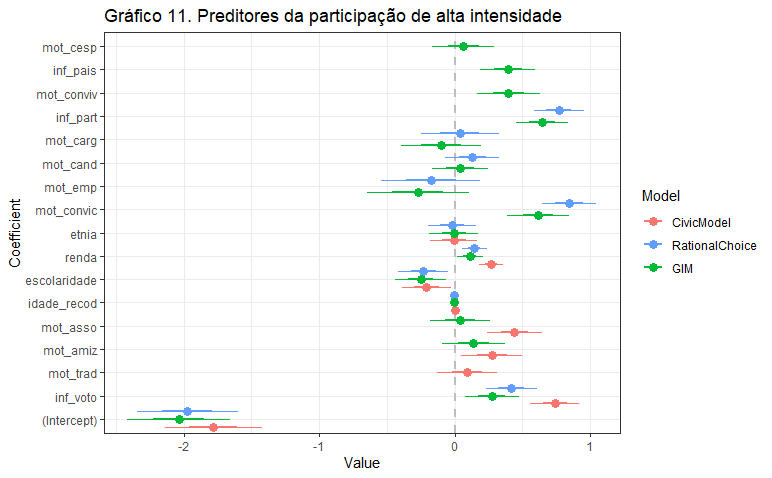 Gráfico 11. Preditores da participação de alta intensidade
Coefficient
mot_cesp
inf_pais
mot_conviv
inf_part
mot_carg
mot_cand
mot_emp
mot_convic
etnia
renda
escolaridade
idade_recod
mot_asso
mot_amiz
mot_trad
inf_voto
(Intercept)
-2
-1
0
1
Value
Model
CivicModel
RationalChoice
GIM